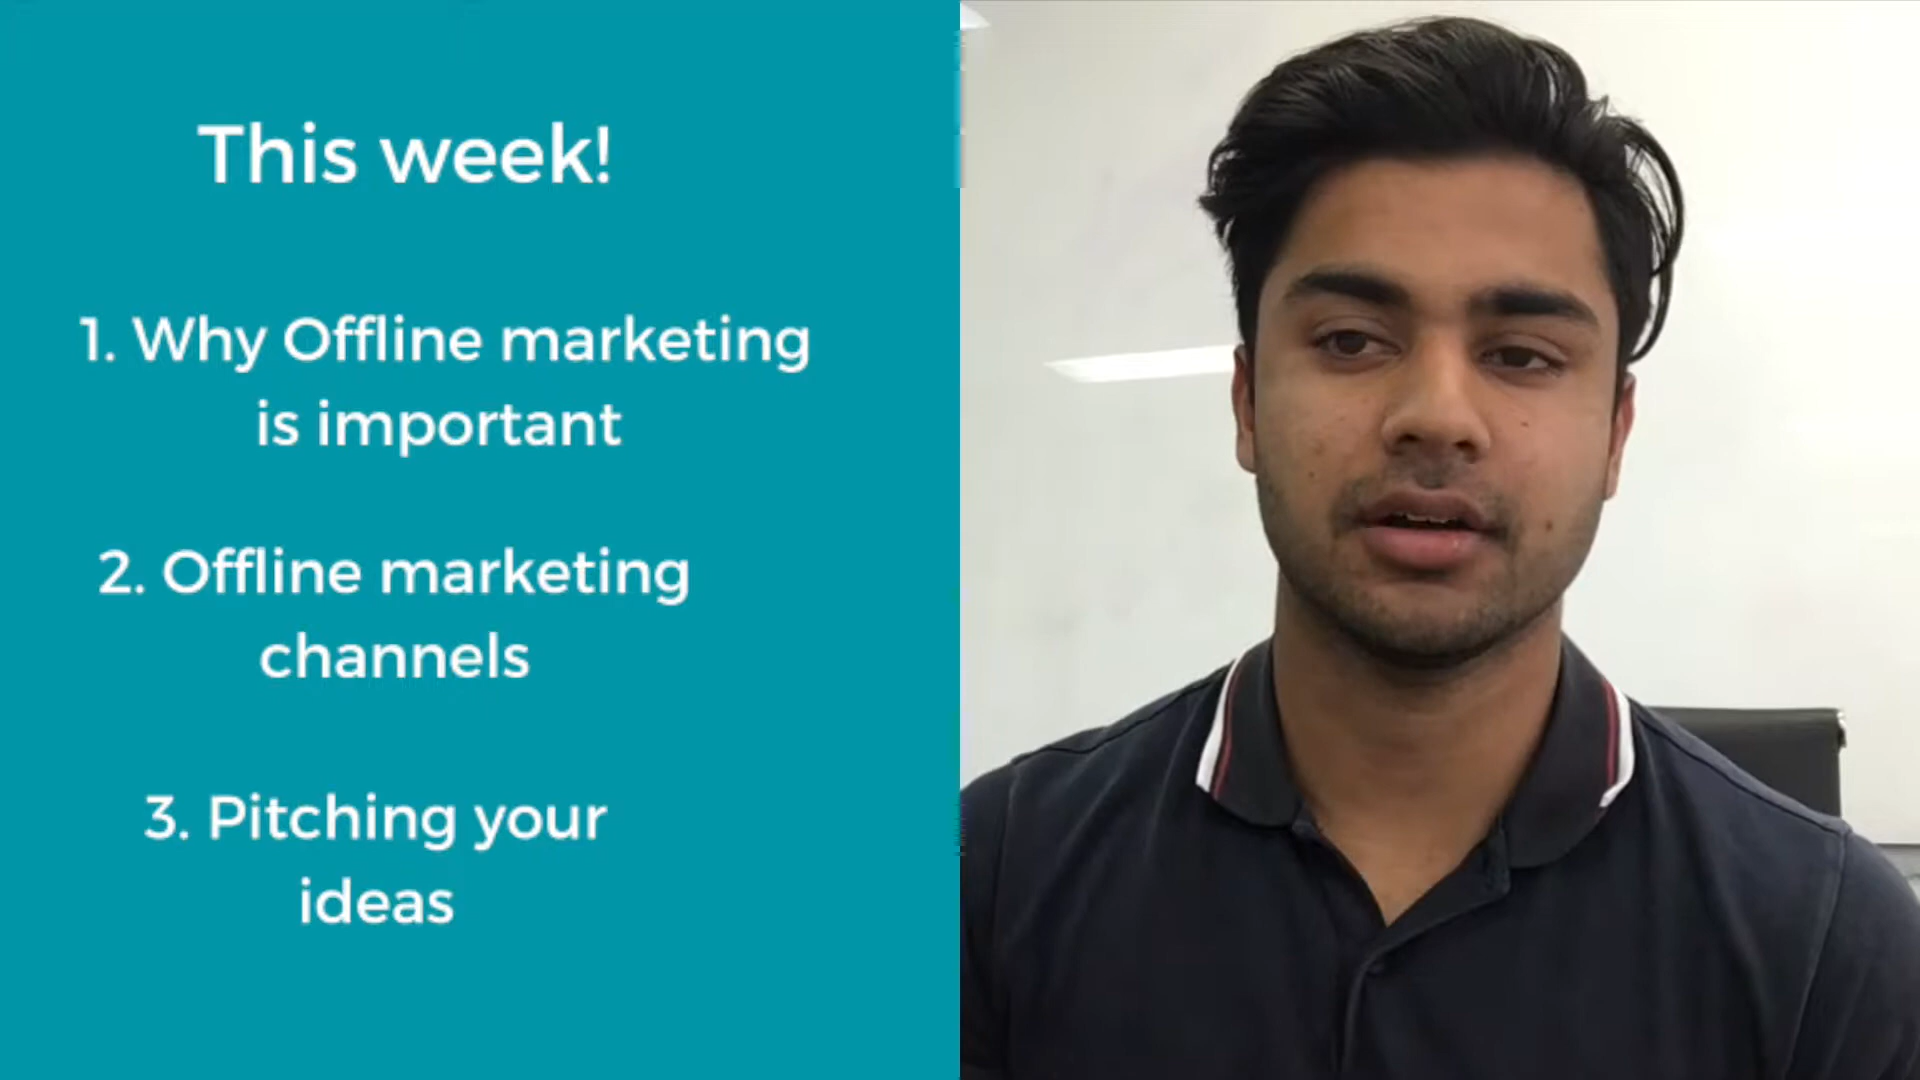 This week!
1. Why Offline marketing
is important
2. Offline marketing
channels
3. Pitching your
ideas